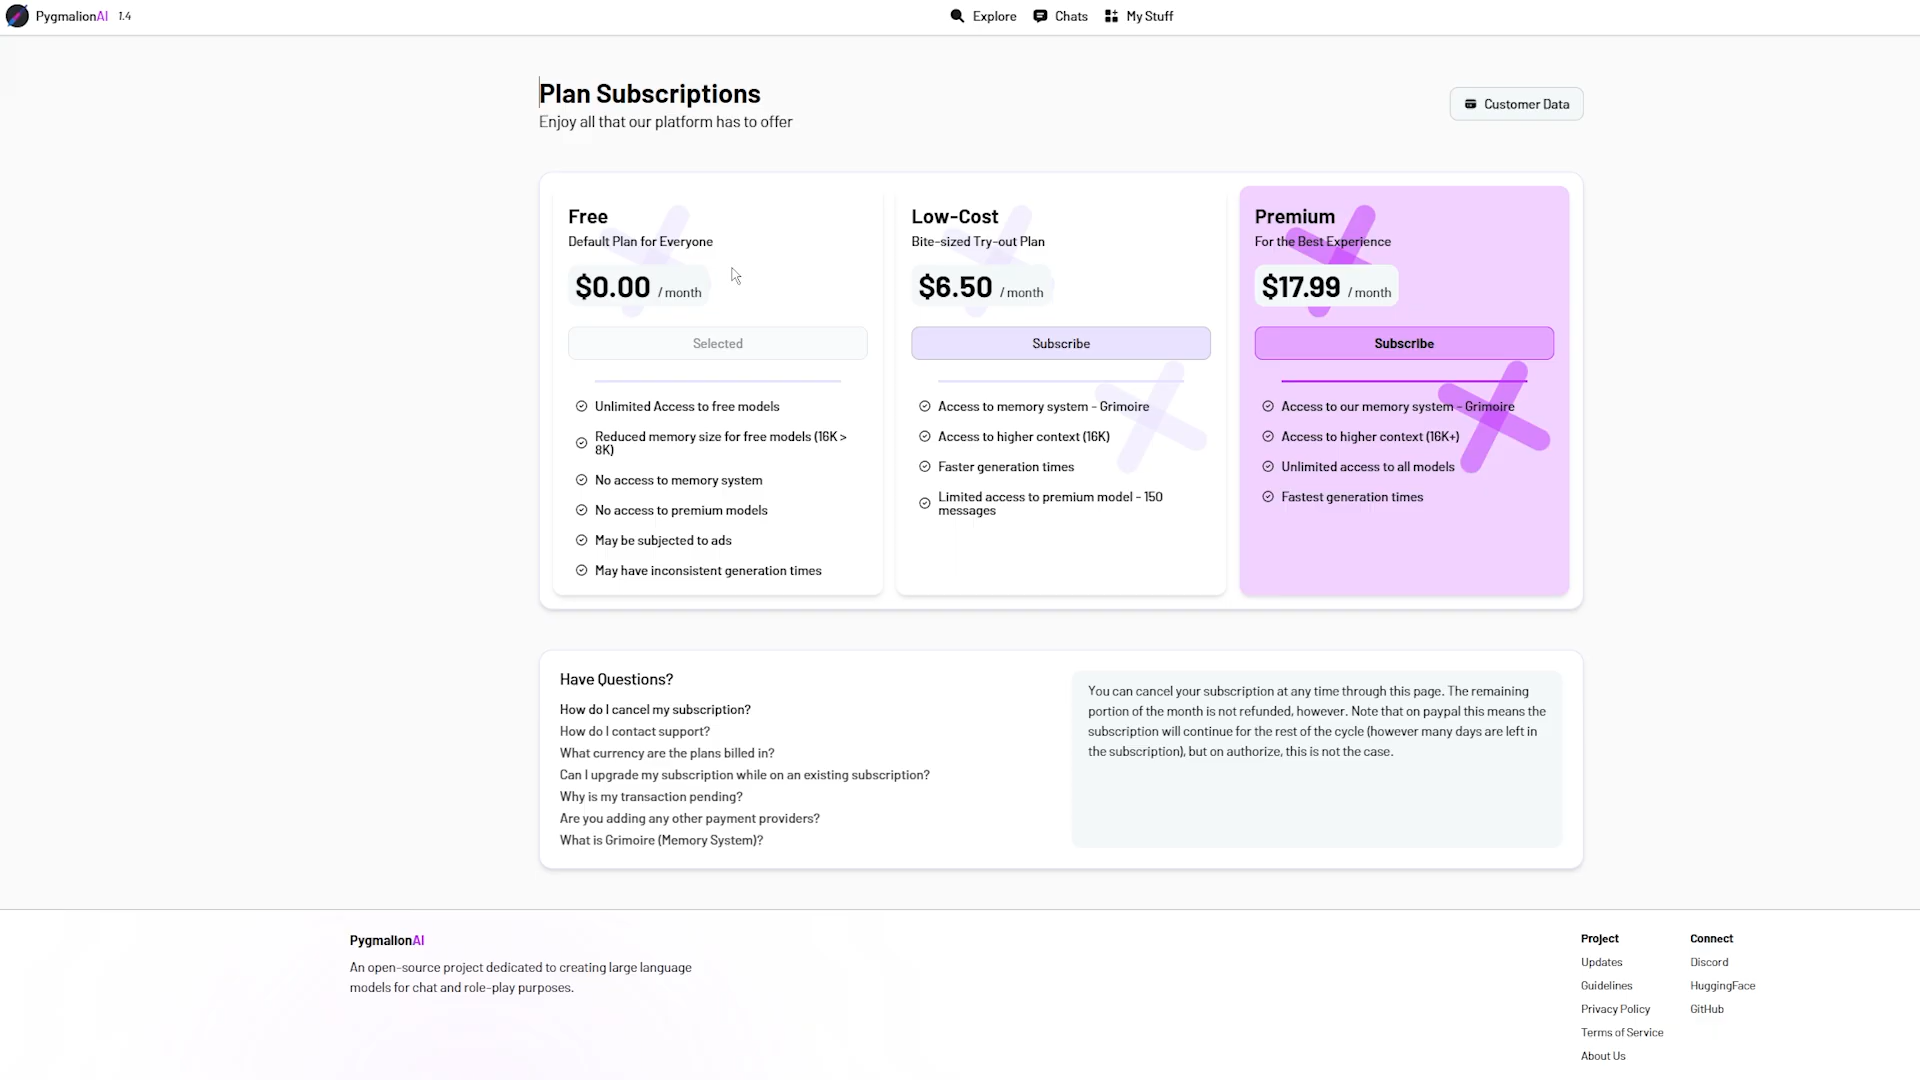 PygmalionAI 1.4
Explore
Chats
My Stuff
Plan Subscriptions
Enjoy all that our platform has to offer
Customer Data
Free
Default Plan for Everyone
$0.00 / month
Selected
Unlimited Access to free models
Reduced memory size for free models (16K >
8K)
No access to memory system
No access to premium models
May be subjected to ads
May have inconsistent generation times
Low-Cost
Bite-sized Try-out Plan
$6.50 / month
Subscribe
Access to memory system - Grimoire
Access to higher context (16K)
Faster generation times
Limited access to premium model - 150
messages
Premium
For the Best Experience
$17.99 / month
Subscribe
Access to our memory system - Grimoire
Access to higher context (16K+)
Unlimited access to all models
Fastest generation times
Have Questions?
How do I cancel my subscription?
How do I contact support?
What currency are the plans billed in?
Can I upgrade my subscription while on an existing subscription?
Why is my transaction pending?
Are you adding any other payment providers?
What is Grimoire (Memory System)?
You can cancel your subscription at any time through this page. The remaining
portion of the month is not refunded, however. Note that on paypal this means the
subscription will continue for the rest of the cycle (however many days are left in
the subscription), but on authorize, this is not the case.
PygmalionAI
An open-source project dedicated to creating large language
models for chat and role-play purposes.
Project
Updates
Guidelines
Privacy Policy
Terms of Service
About Us
Connect
Discord
HuggingFace
GitHub